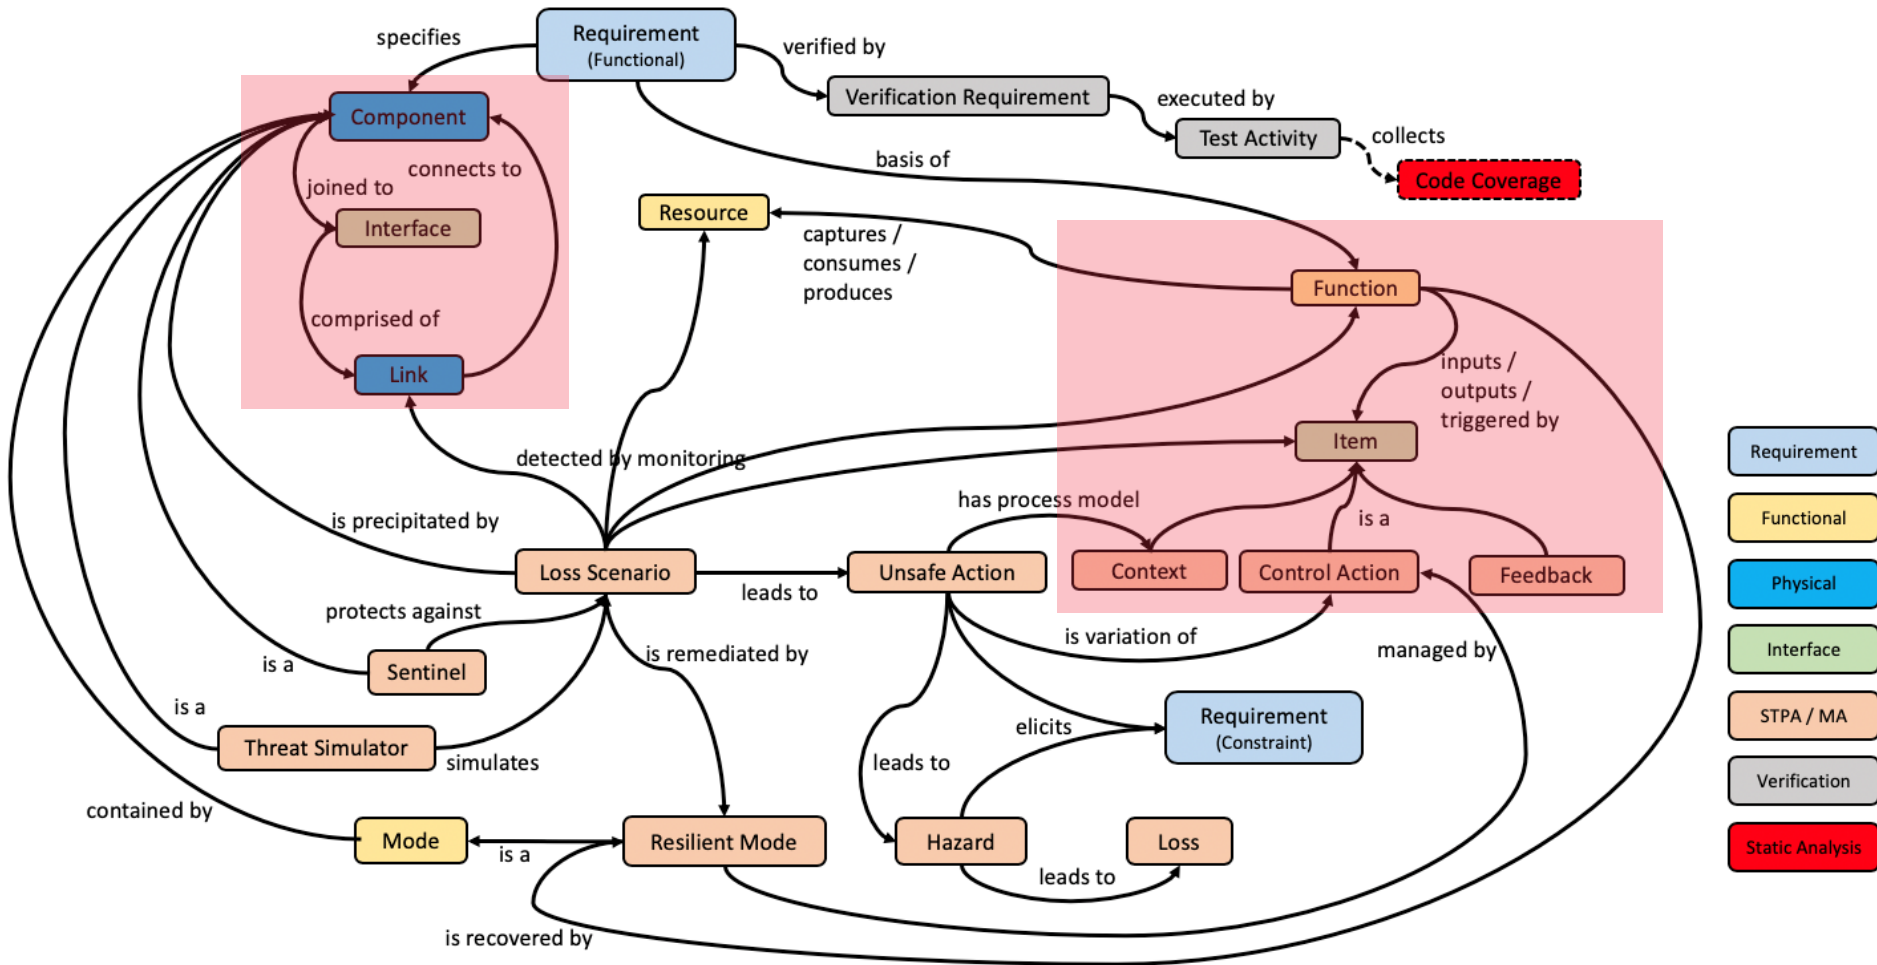 Requirement
(Functional)
specifies
verified by
Verification Requirement
executed by
Test Activity
collects
Code Coverage
Component
connects to
joined to
Interface
comprised of
Link
basis of
Resource
captures /
consumes /
produces
Function
inputs /
outputs /
triggered by
Item
detected by monitoring
has process model
is a
is precipitated by
Loss Scenario
leads to
Unsafe Action
Context
Control Action
Feedback
protects against
is a
Sentinel
is remediated by
is variation of
managed by
is a
Threat Simulator
simulates
elicits
Requirement
(Constraint)
leads to
contained by
Mode
is a
Resilient Mode
Hazard
Loss
leads to
is recovered by
Requirement
Functional
Physical
Interface
STPA / MA
Verification
Static Analysis